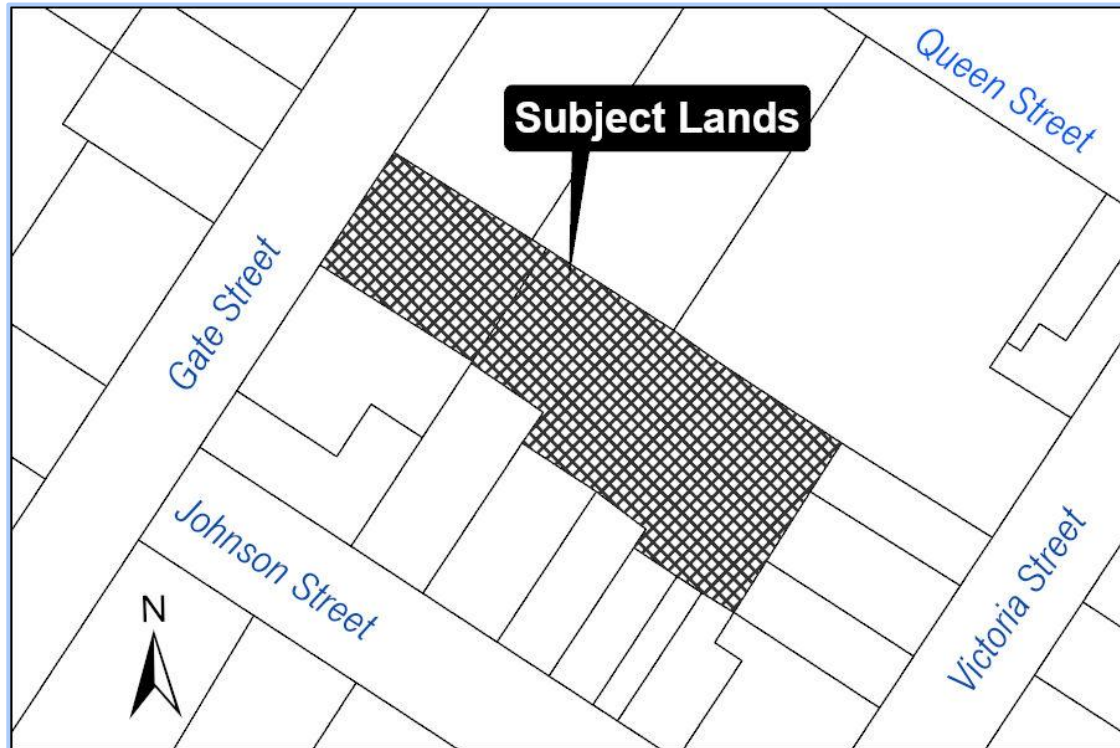 Queen Street
Subject Lands
Gate Street
Johnson Street
Victoria Street
N